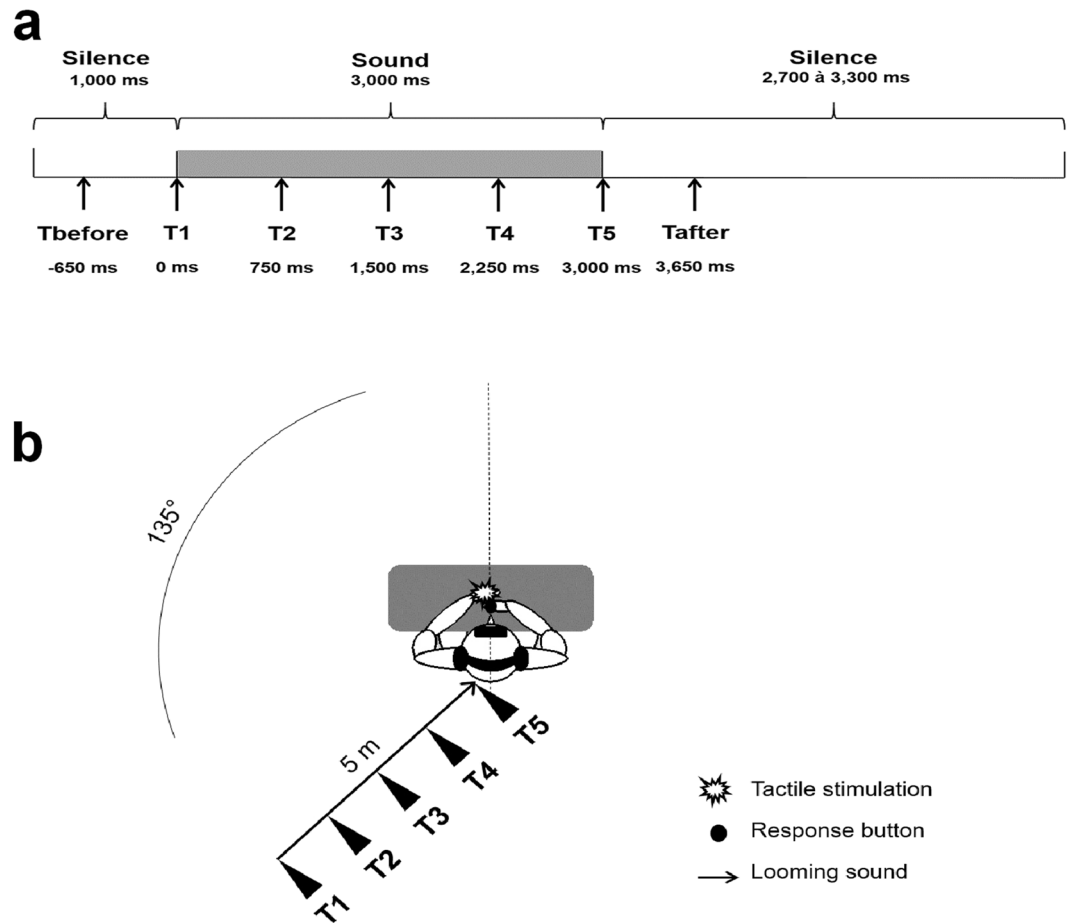 a
Silence
1,000 ms
Sound
3,000 ms
Silence
2,700 à 3,300 ms
Tbefore
T1
T2
T3
T4
T5
Tafter
-650 ms
0 ms
750 ms
1,500 ms
2,250 ms
3,000 ms
3,650 ms
b
135°
5 m
T5
T4
T3
T2
T1
Tactile stimulation
Response button
Looming sound